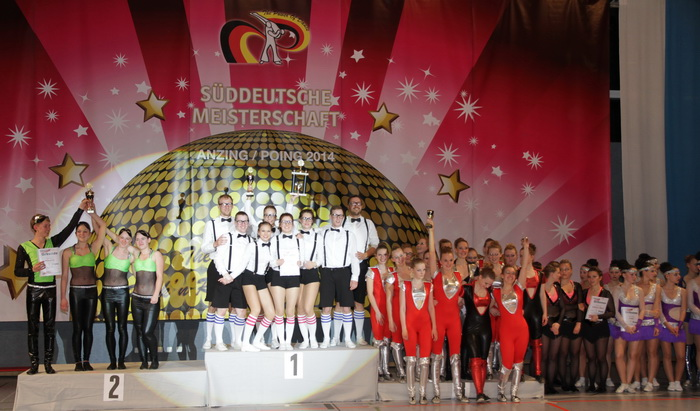 SÜDDEUTSCHE
MEISTERSCHAFT
ANZING / POING 2014
2
1